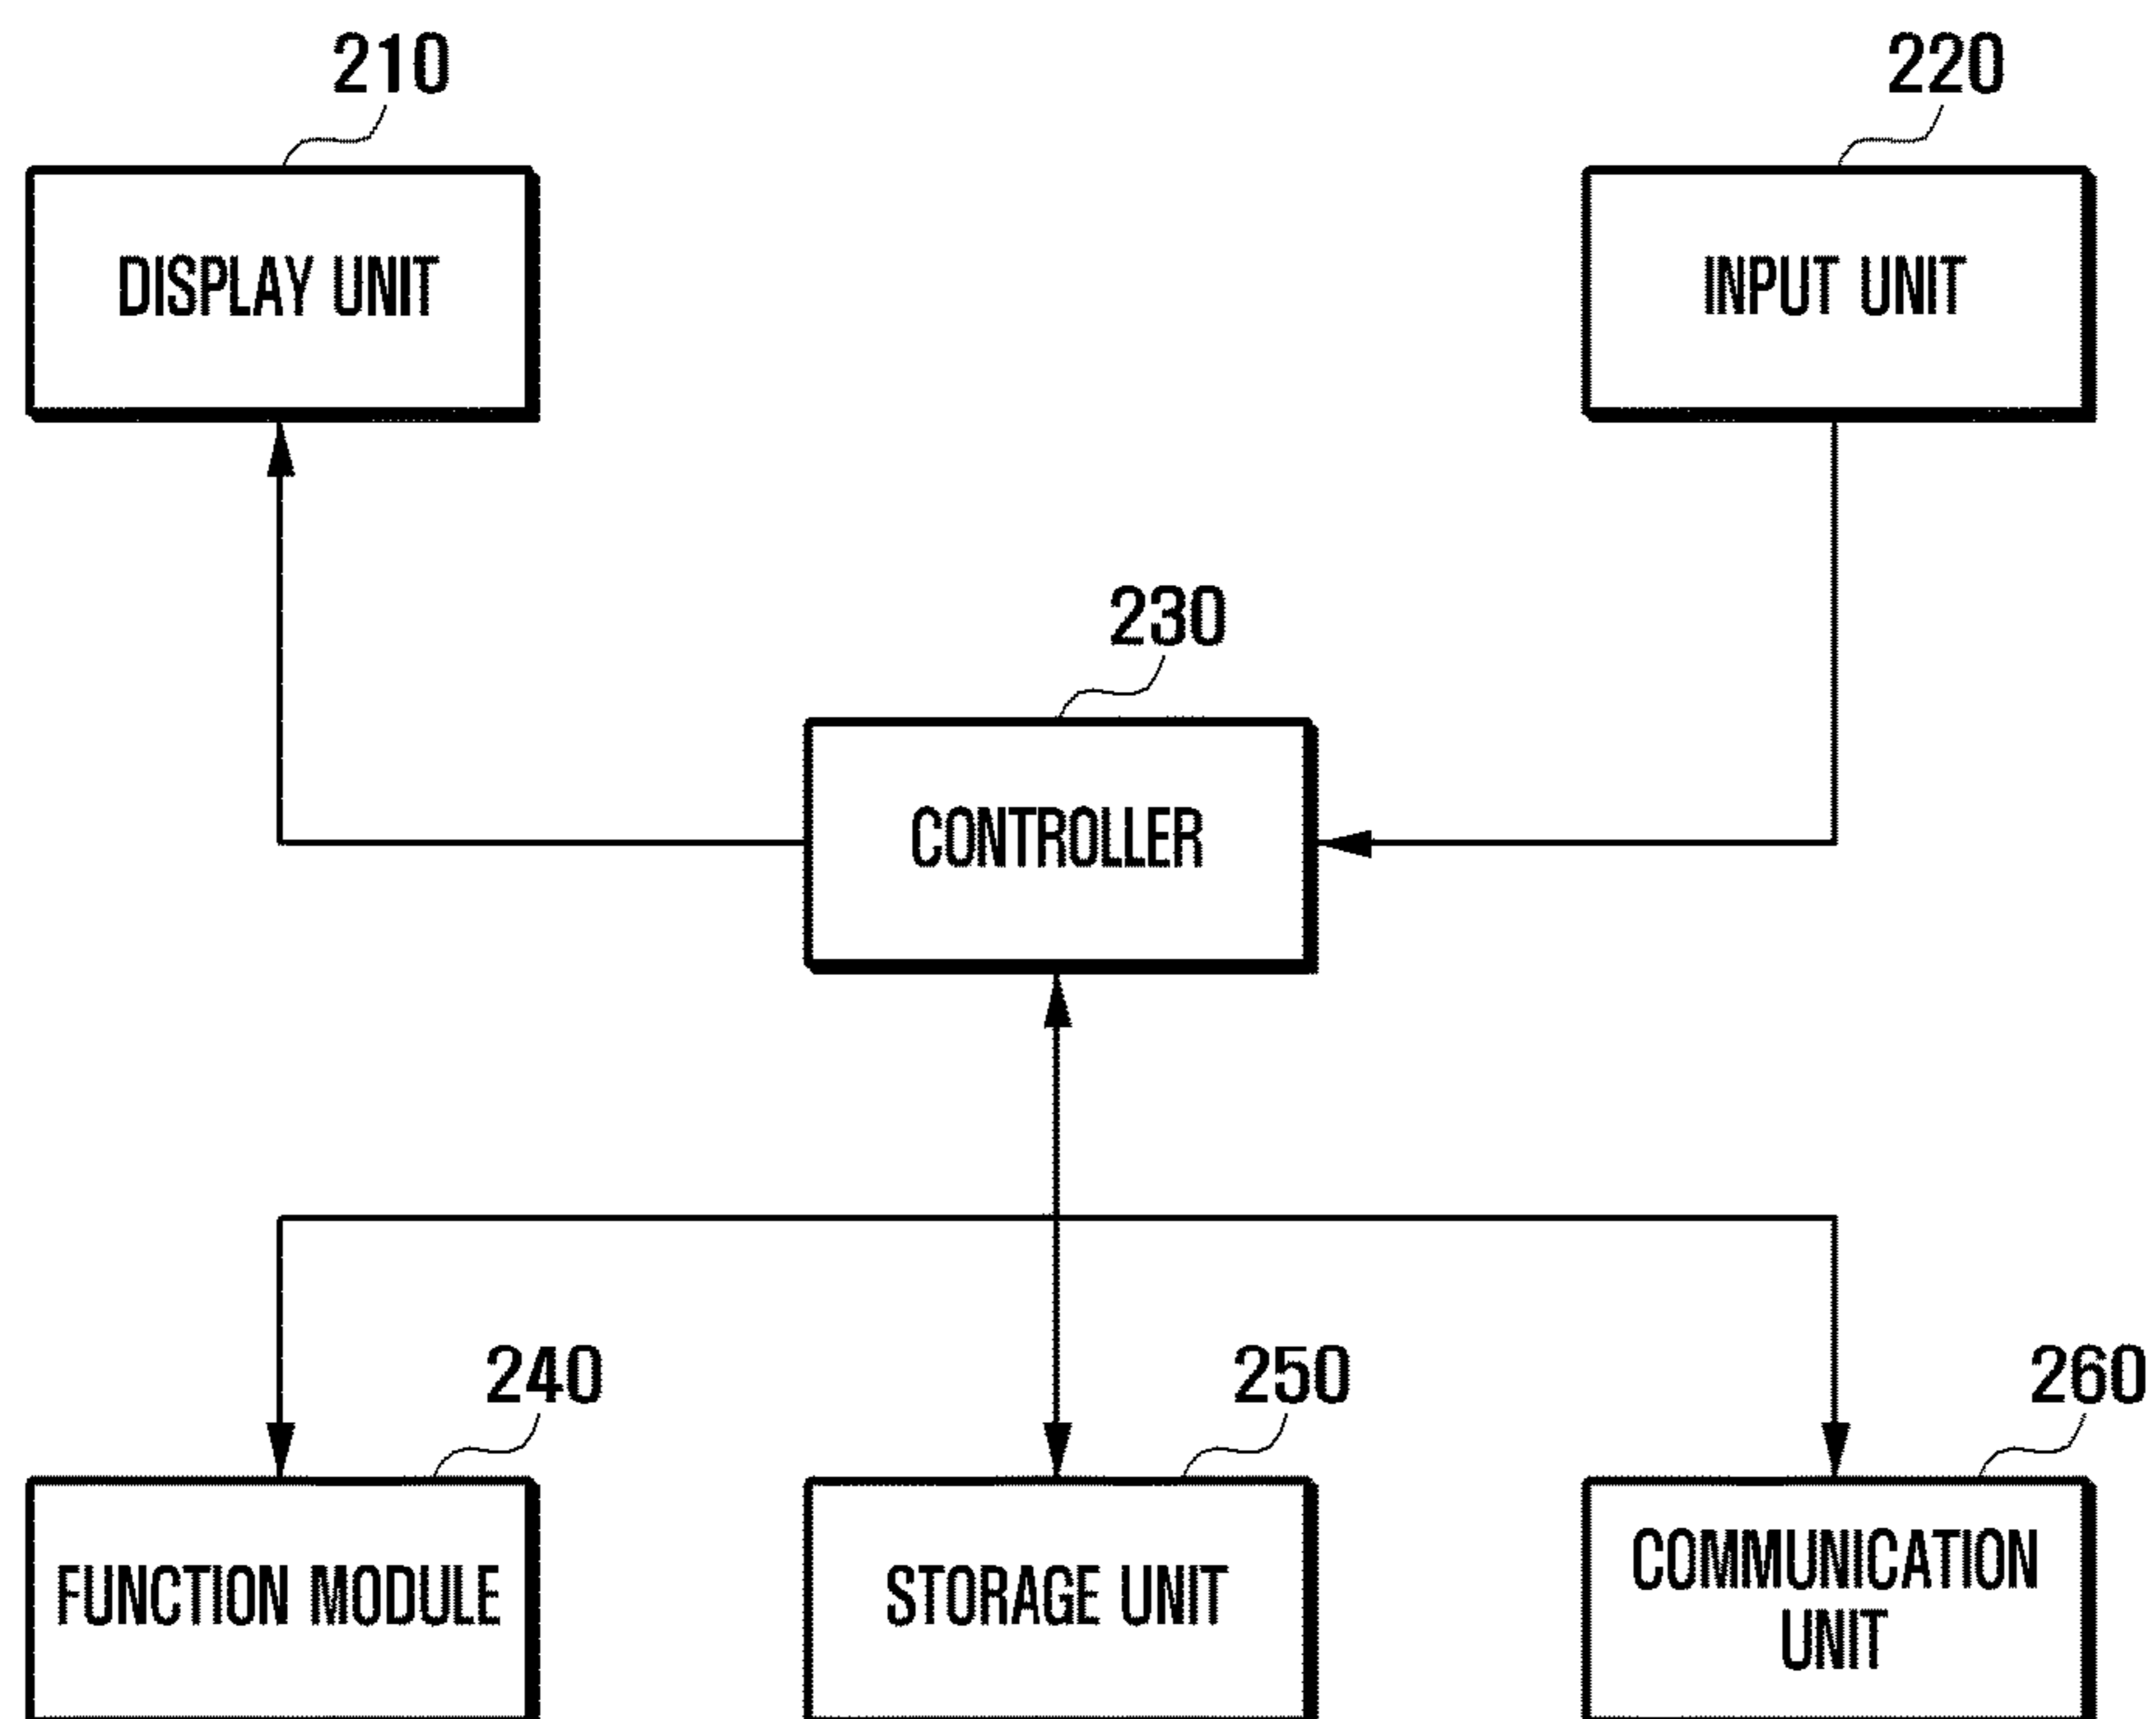 210
220
DISPLAY UNIT
INPUT UNIT
230
CONTROLLER
240
250
260
FUNCTION MODULE
STORAGE UNIT
COMMUNICATION
UNIT